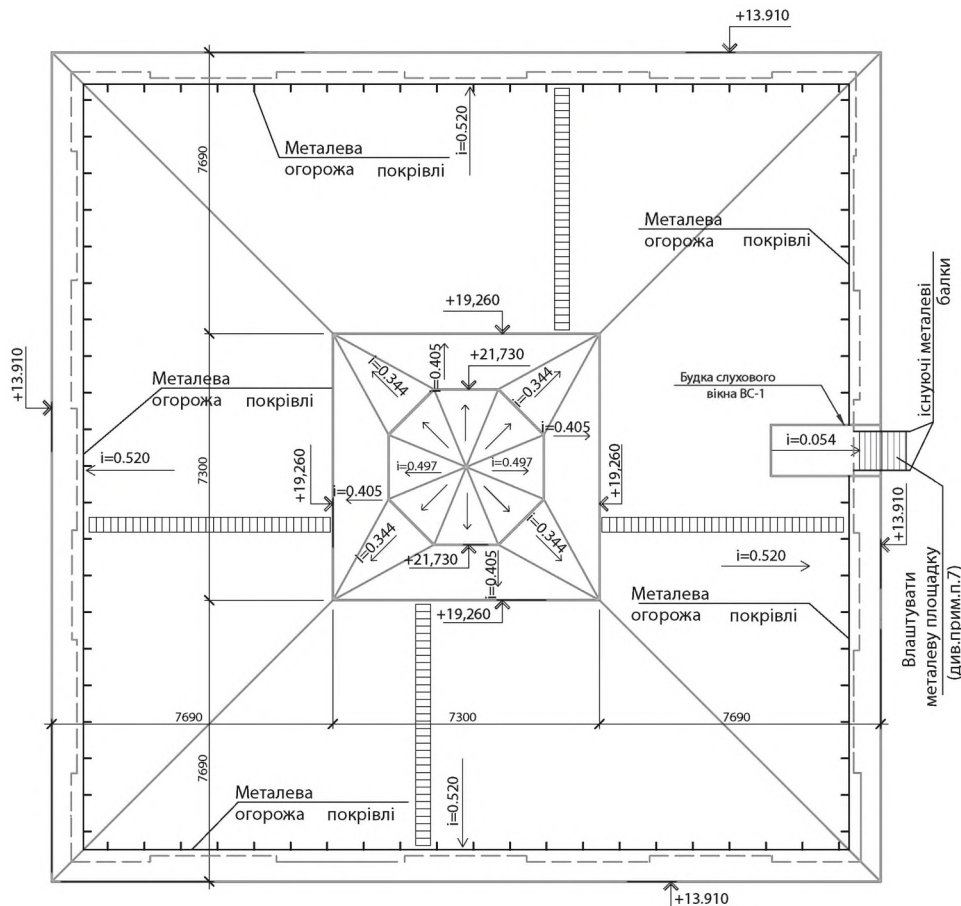 +13.910
7690
i=0.520
Металева
огорожа покрівлі
Металева
огорожа покрівлі
існуючі металеві
балки
+19,260
+13.910
i=0.405
+21,730
i=0.344
i=0.344
Металева
огорожа покрівлі
Будка слухового
вікна ВС-1
i=0.405
i=0.054
i=0.520
7300
+19,260
i=0.497
i=0.497
+19,260
i=0.405
+13.910
i=0.344
i=0.344
+21,730
i=0.405
i=0.520
Металева
огорожа покрівлі
Влаштувати
металеву площадку
(див.прим.п.7)
+19,260
7690
7300
7690
7690
Металева
огорожа покрівлі
i=0.520
+13.910